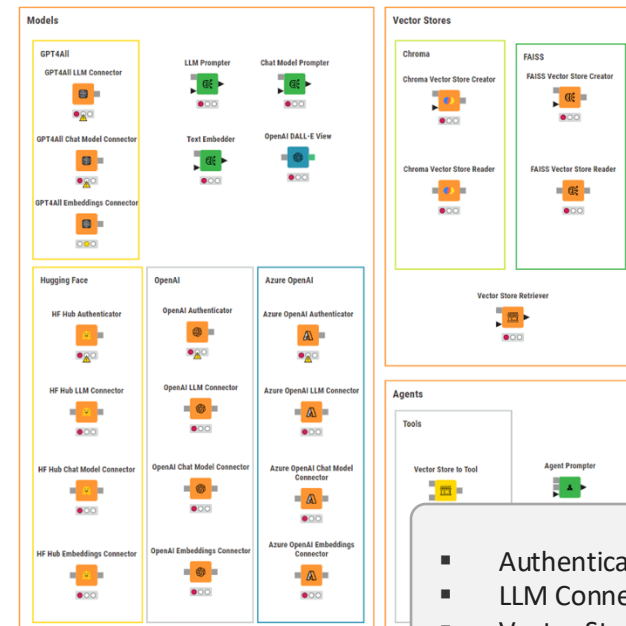 Models
GPT4All
GPT4All LLM Connector
LLM Prompter
Chat Model Prompter
GPT4All Chat Model Connector
Text Embedder
OpenAI DALL-E View
GPT4All Embeddings Connector
Hugging Face
HF Hub Authenticator
HF Hub LLM Connector
HF Hub Chat Model Connector
HF Hub Embeddings Connector
OpenAI
OpenAI Authenticator
OpenAI LLM Connector
OpenAI Chat Model Connector
OpenAI Embeddings Connector
Azure OpenAI
Azure OpenAI Authenticator
Azure OpenAI LLM Connector
Azure OpenAI Chat Model
Connector
Azure OpenAI Embeddings
Connector
Vector Stores
Chroma
Chroma Vector Store Creator
Chroma Vector Store Reader
FAISS
FAISS Vector Store Creator
FAISS Vector Store Reader
Vector Store Retriever
Agents
Tools
Vector Store to Tool
Agent Prompter
▪ Authentica
▪ LLM Conne